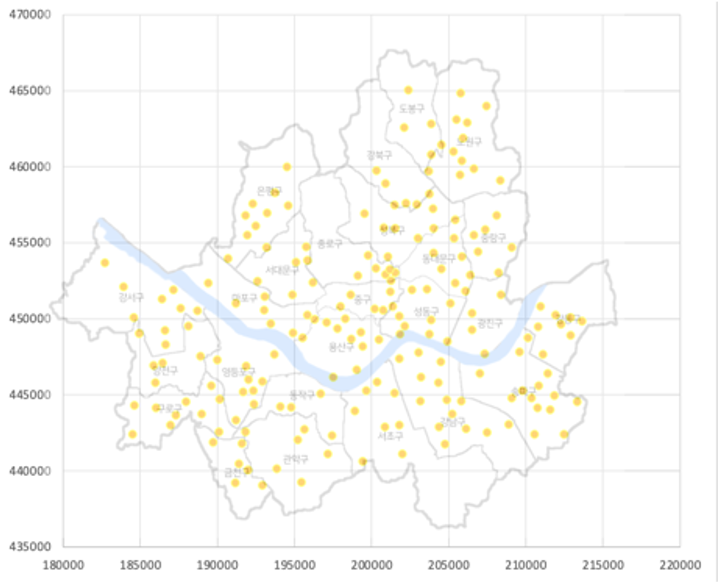 470000
465000
도봉구
노원구
460000
강북구
은평구
455000
성북구
중랑구
종로구
동대문구
서대문구
강서구
마포구
중구
450000
성동구
강동구
광진구
용산구
양천구
영등포구
445000
동작구
송파구
구로구
강남구
서초구
관악구
440000
금천구
435000
180000 185000 190000 195000 200000 205000 210000 215000 220000